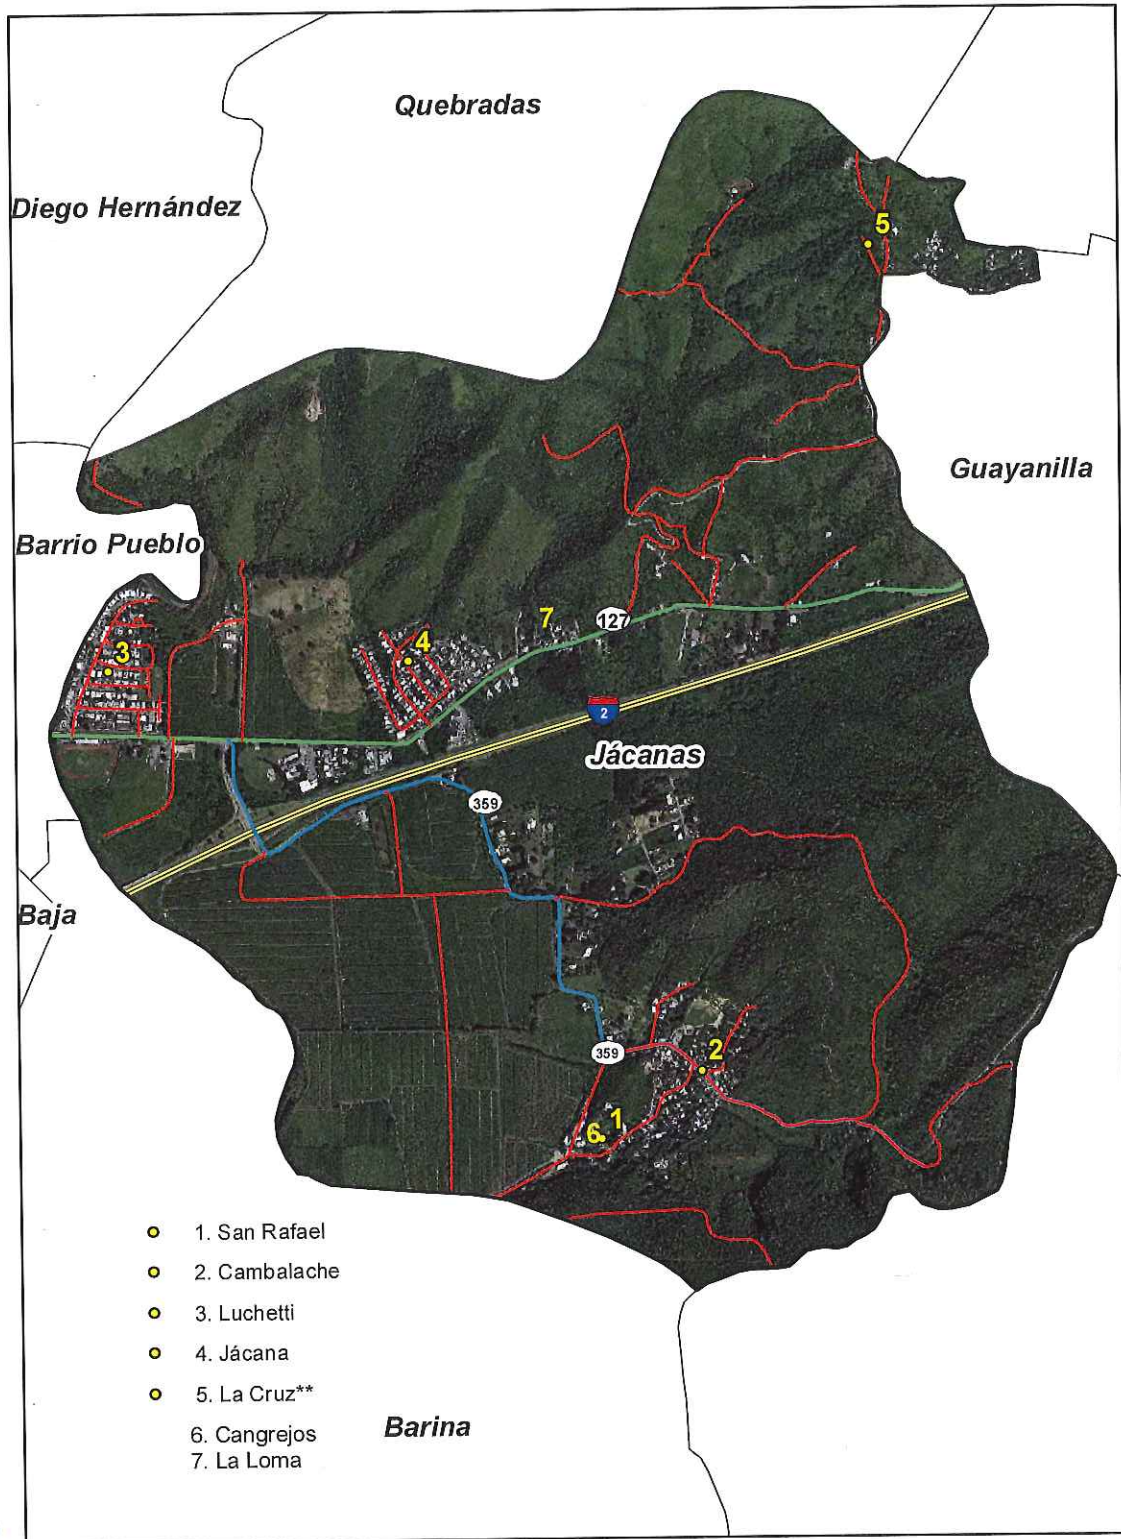 Quebradas
Diego Hernández
5
Guayanilla
Barrio Pueblo
7
127
3
4
2
Jácanas
359
Baja
359
2
1
6
1. San Rafael
2. Cambalache
3. Luchetti
4. Jácana
5. La Cruz**
6. Cangrejos
7. La Loma
Barina